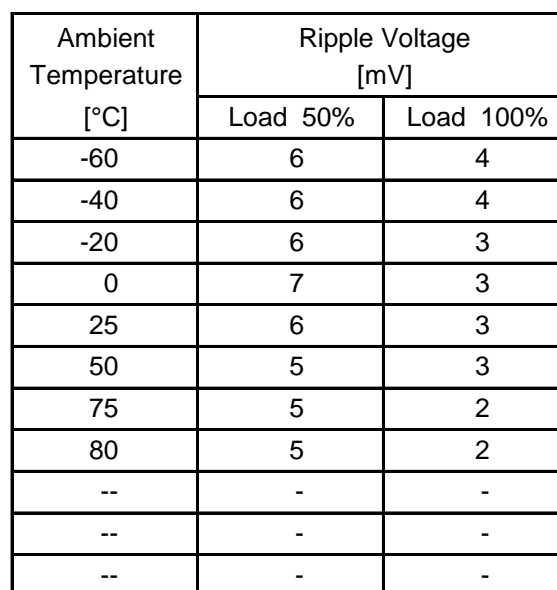 Ambient Temperature [°C] Ripple Voltage [mV]
Load 50% Load 100%
-60 6 4
-40 6 4
-20 6 3
0 7 3
25 6 3
50 5 3
75 5 2
80 5 2
-- - -
-- - -
-- - -